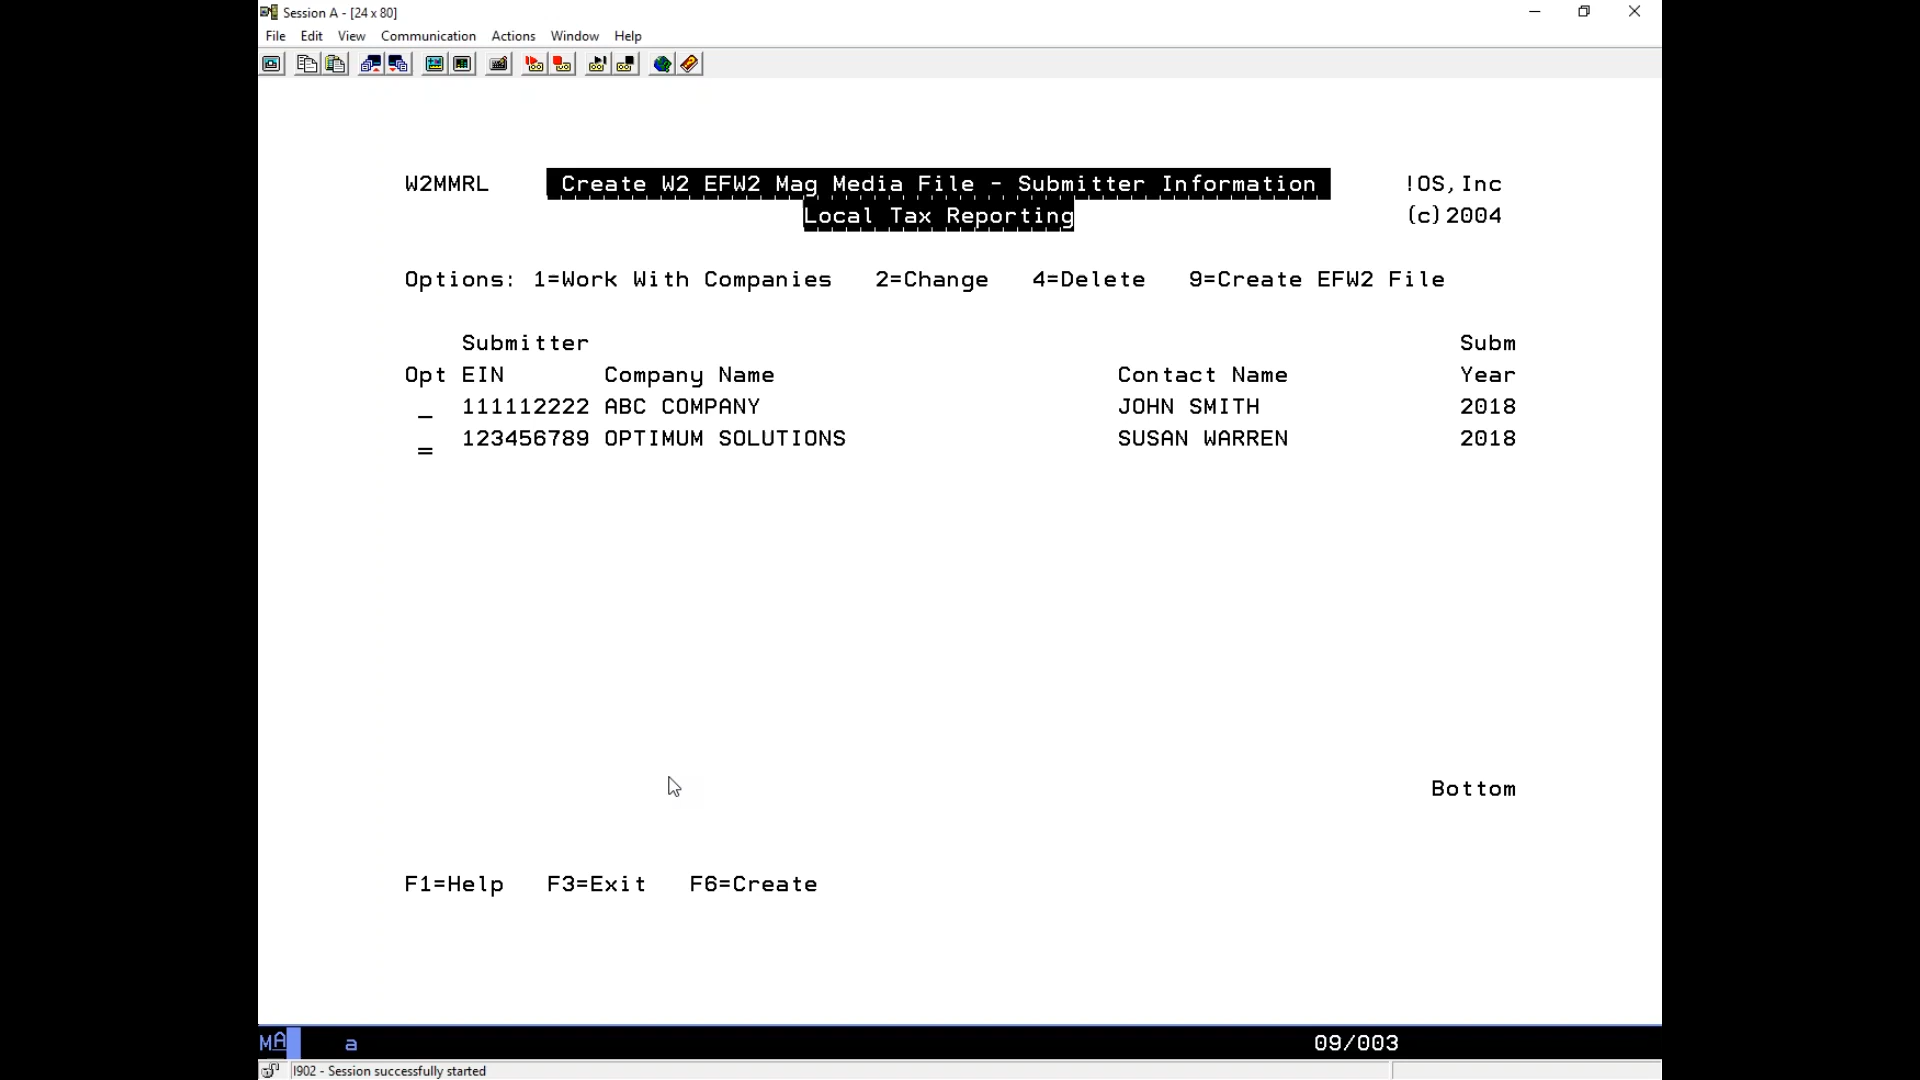 Session A - [24 x 80]
File Edit View Communication Actions Window Help
W2MMRL Create W2 EFW2 Mag Media File - Submitter Information !OS,Inc
Local Tax Reporting (c)2004
Options: 1=Work With Companies 2=Change 4=Delete 9=Create EFW2 File
Submitter Subm
Opt EIN Company Name Contact Name Year
_ 111112222 ABC COMPANY JOHN SMITH 2018
_ 123456789 OPTIMUM SOLUTIONS SUSAN WARREN 2018
Bottom
F1=Help F3=Exit F6=Create
MA a 09/003
I902 - Session successfully started